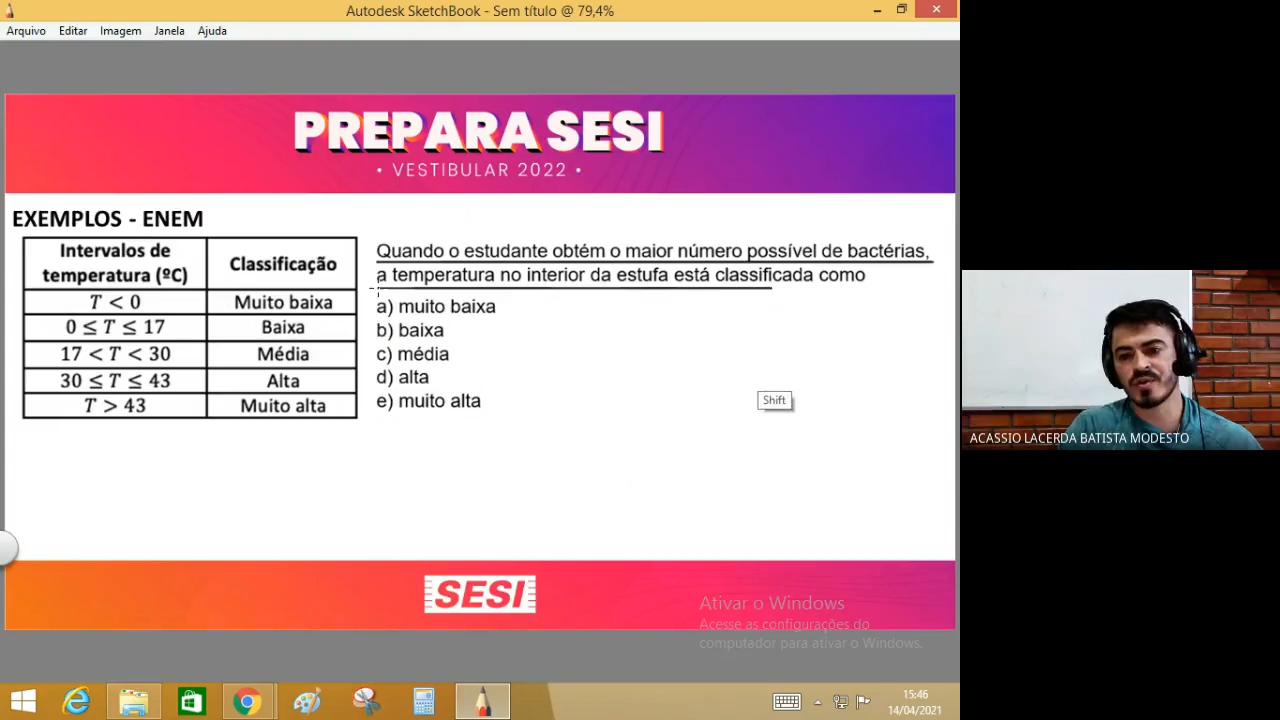 Autodesk SketchBook - Sem título @ 79,4%
Arquivo Editar Imagem Janela Ajuda
PREPARA SESI
• VESTIBULAR 2022 •
EXEMPLOS - ENEM
Intervalos de temperatura (ºC) Classificação
T < 0 Muito baixa
0 ≤ T ≤ 17 Baixa
17 < T < 30 Média
30 ≤ T ≤ 43 Alta
T > 43 Muito alta
Quando o estudante obtém o maior número possível de bactérias,
a temperatura no interior da estufa está classificada como
a) muito baixa
b) baixa
c) média
d) alta
e) muito alta
Shift
ACASSIO LACERDA BATISTA MODESTO
SESI
Ativar o Windows
Acesse as configurações do
computador para ativar o Windows.
15:46
14/04/2021